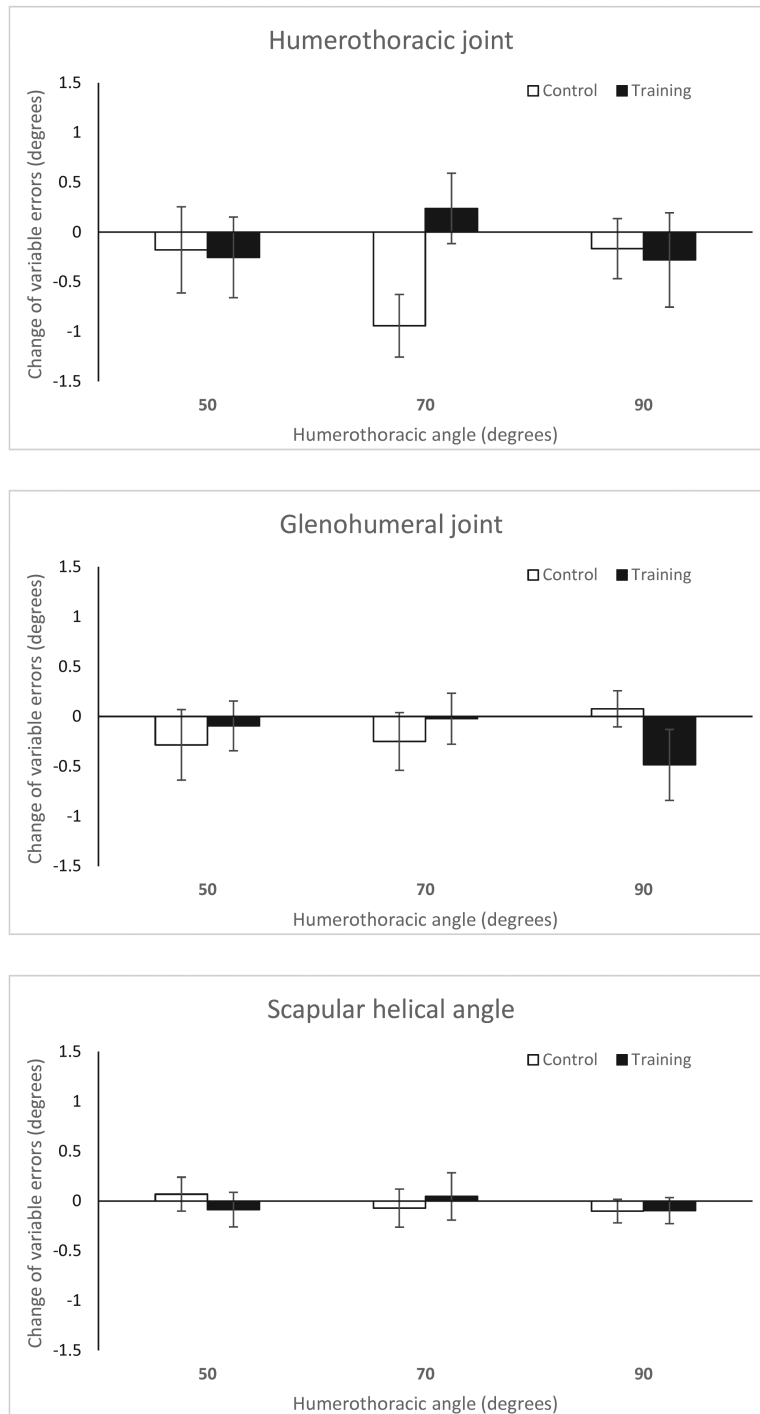 Humerothoracic joint
Control Training
Change of variable errors (degrees)
1.5
1
0.5
0
-0.5
-1
-1.5
50 70 90
Humerothoracic angle (degrees)
Glenohumeral joint
Control Training
Change of variable errors (degrees)
1.5
1
0.5
0
-0.5
-1
-1.5
50 70 90
Humerothoracic angle (degrees)
Scapular helical angle
Control Training
Change of variable errors (degrees)
1.5
1
0.5
0
-0.5
-1
-1.5
50 70 90
Humerothoracic angle (degrees)